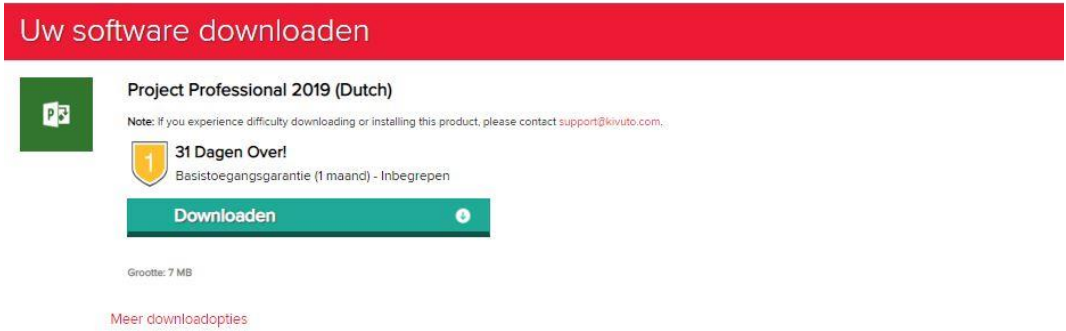 Uw software downloaden
Project Professional 2019 (Dutch)
Note: If you experience difficulty downloading or installing this product, please contact support@kivuto.com.
1
31 Dagen Over!
Basistoegangsgarantie (1 maand) - Inbegrepen
Downloaden
Grootte: 7 MB
Meer downloadopties